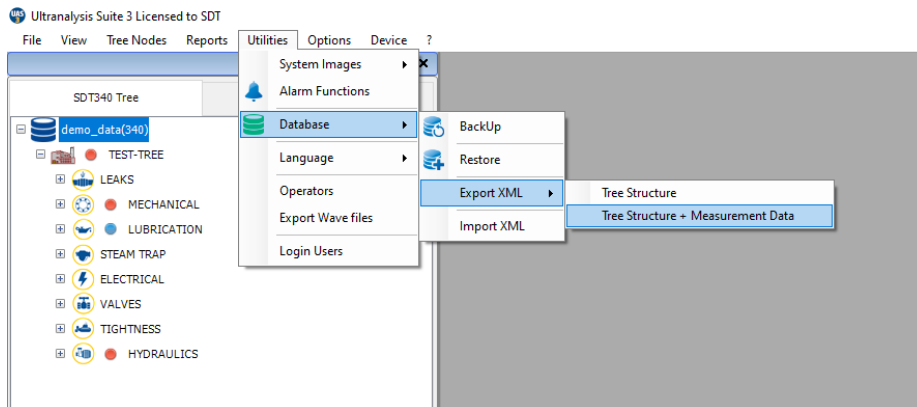 UAS Ultranalysis Suite 3 Licensed to SDT
File View Tree Nodes Reports Utilities Options Device ?
System Images
SDT340 Tree
Alarm Functions
demo_data(340)
Database
BackUp
TEST-TREE
Language
Restore
LEAKS
Operators
Export XML
Tree Structure
MECHANICAL
Export Wave files
Tree Structure + Measurement Data
LUBRICATION
Import XML
STEAM TRAP
Login Users
ELECTRICAL
VALVES
TIGHTNESS
HYDRAULICS